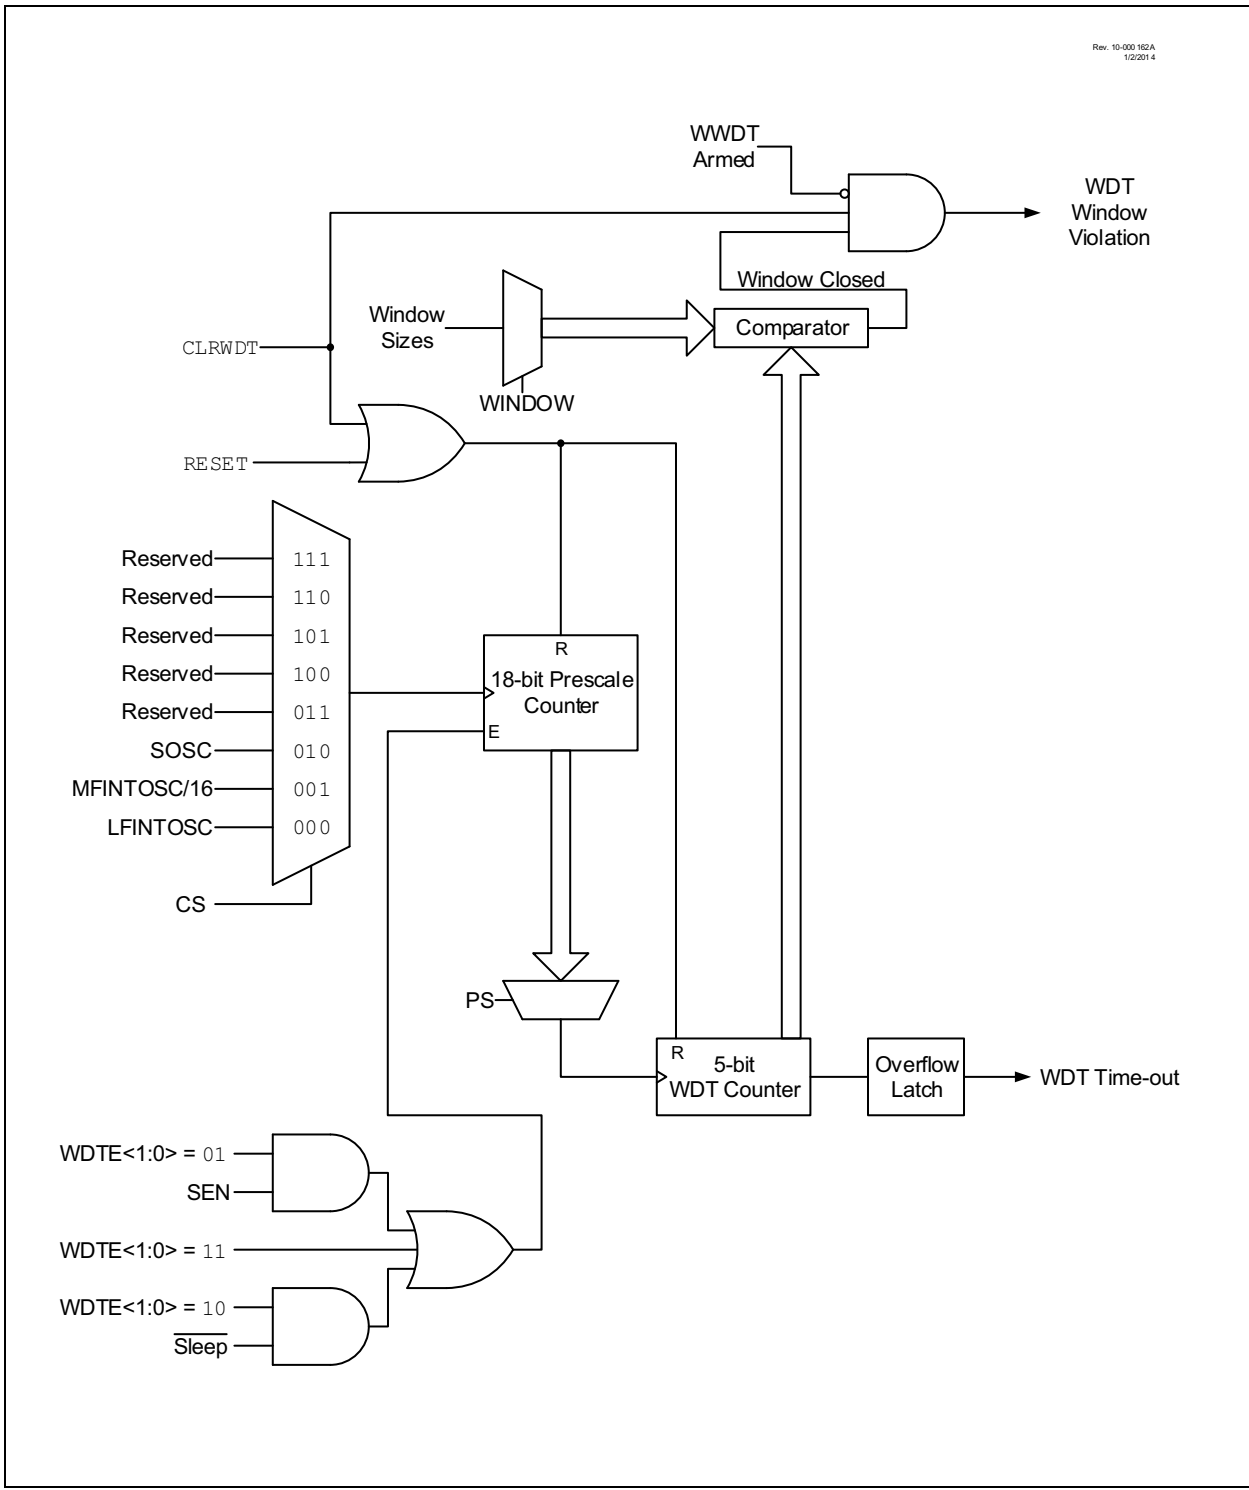 Rev. 10-000 162A
1/2/201 4
WWDT
Armed
WDT
Window
Violation
Window Closed
Window
Sizes
Comparator
CLRWDT
WINDOW
RESET
Reserved 111
Reserved 110
Reserved 101
Reserved 100
Reserved 011
SOSC 010
MFINTOSC/16 001
LFINTOSC 000
CS
R
18-bit Prescale
Counter
E
PS
R
5-bit
WDT Counter
Overflow
Latch
WDT Time-out
WDTE<1:0> = 01
SEN
WDTE<1:0> = 11
WDTE<1:0> = 10
Sleep